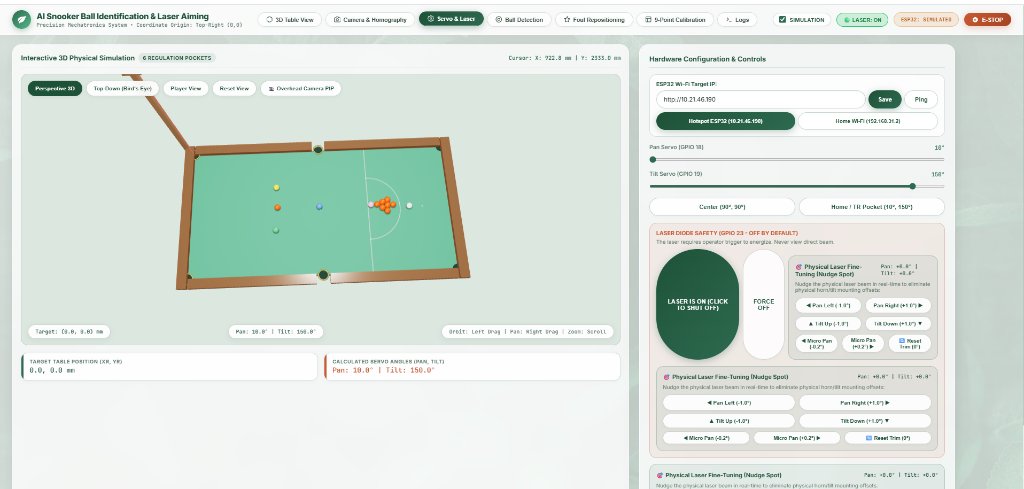 AI Snooker Ball Identification & Laser Aiming
Precision Mechatronics System • Coordinate Origin: Top-Right (0,0)
3D Table View
Camera & Homography
Servo & Laser
Ball Detection
Foul Repositioning
9-Point Calibration
Logs
SIMULATION
LASER: ON
ESP32: SIMULATED
E-STOP
Interactive 3D Physical Simulation
6 REGULATION POCKETS
Cursor: X: 922.8 mm | Y: 2333.0 mm
Perspective 3D
Top Down (Bird's Eye)
Player View
Reset View
Overhead Camera PiP
Target: (0.0, 0.0) mm
Pan: 10.0° | Tilt: 150.0°
Orbit: Left Drag | Pan: Right Drag | Zoom: Scroll
TARGET TABLE POSITION (XR, YR)
0.0, 0.0 mm
CALCULATED SERVO ANGLES (PAN, TILT)
Pan: 10.0° | Tilt: 150.0°
Hardware Configuration & Controls
ESP32 Wi-Fi Target IP:
http://10.21.46.190
Save
Ping
Hotspot ESP32 (10.21.46.190)
Home Wi-Fi (192.168.31.2)
Pan Servo (GPIO 18)
10°
Tilt Servo (GPIO 19)
150°
Center (90°, 90°)
Home / TR Pocket (10°, 150°)
LASER DIODE SAFETY (GPIO 23 - OFF BY DEFAULT)
The laser requires operator trigger to energize. Never view direct beam.
LASER IS ON (CLICK
TO SHUT OFF)
FORCE
OFF
🎯 Physical Laser Fine-
Tuning (Nudge Spot)
Pan: +0.0° |
Tilt: +0.0°
Nudge the physical laser beam in real-time to eliminate
physical horn/tilt mounting offsets:
◀ Pan Left (-1.0°)
Pan Right (+1.0°) ▶
▲ Tilt Up (-1.0°)
Tilt Down (+1.0°) ▼
◀ Micro Pan
(-0.2°)
Micro Pan
(+0.2°) ▶
Reset
Trim (0°)
🎯 Physical Laser Fine-Tuning (Nudge Spot)
Pan: +0.0° | Tilt: +0.0°
Nudge the physical laser beam in real-time to eliminate physical horn/tilt mounting offsets:
◀ Pan Left (-1.0°)
Pan Right (+1.0°) ▶
▲ Tilt Up (-1.0°)
Tilt Down (+1.0°) ▼
◀ Micro Pan (-0.2°)
Micro Pan (+0.2°) ▶
Reset Trim (0°)
🎯 Physical Laser Fine-Tuning (Nudge Spot)
Pan: +0.0° | Tilt: +0.0°
Nudge the physical laser beam in real-time to eliminate physical horn/tilt mounting offsets: